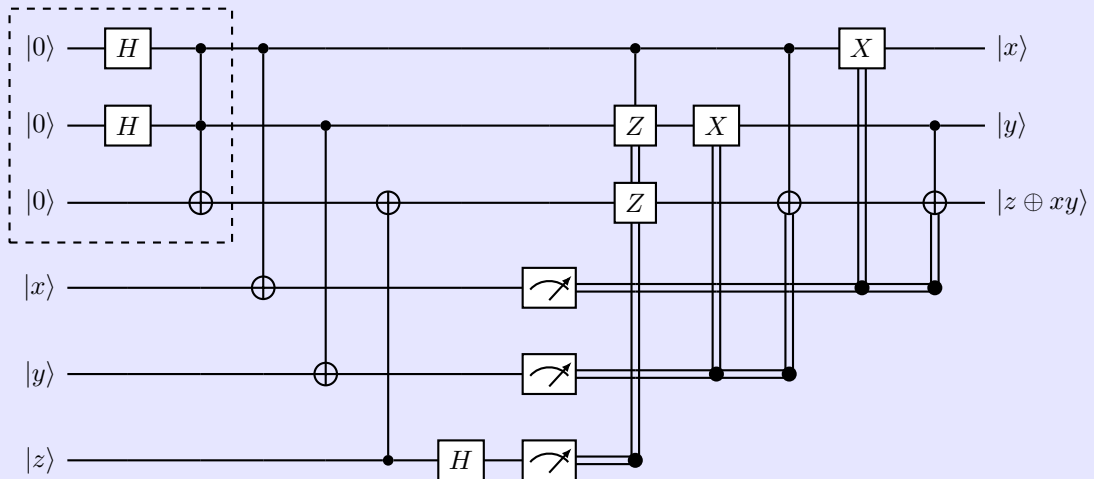 |0⟩ H X |x⟩
|0⟩ H Z X |y⟩
|0⟩ Z |z ⊕ xy⟩
|x⟩
|y⟩
|z⟩ H